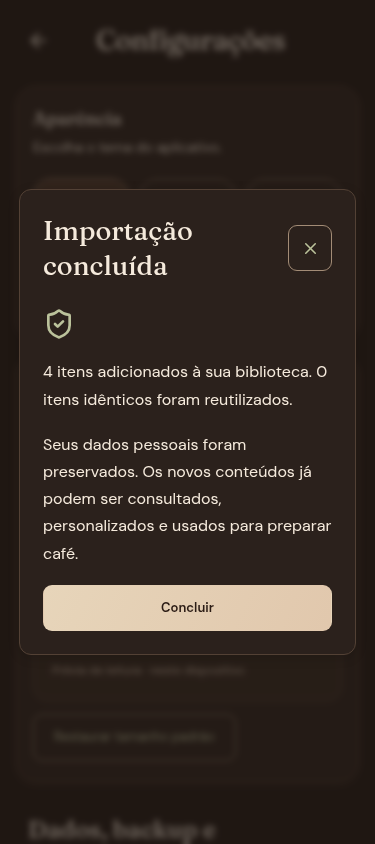 Configurações
Aparência
Escolha o tema do aplicativo
Importação
concluída
4 itens adicionados à sua biblioteca. 0
itens idênticos foram reutilizados.
Seus dados pessoais foram
preservados. Os novos conteúdos já
podem ser consultados,
personalizados e usados para preparar
café.
Concluir
Restaurar tamanho padrão
Dados, backup e